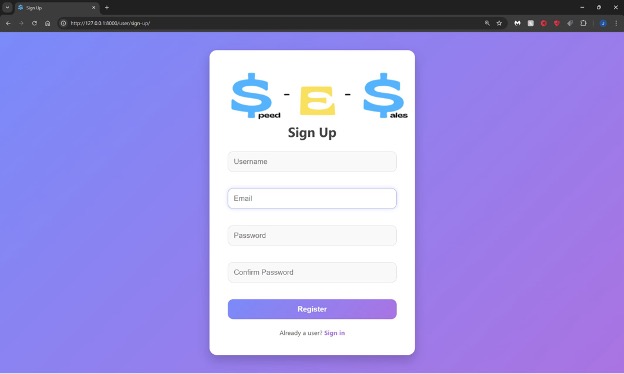 Sign Up
http://127.0.0.1:8000/user/sign-up/
$peed - E - $ales
Sign Up
Username
Email
Password
Confirm Password
Register
Already a user? Sign in